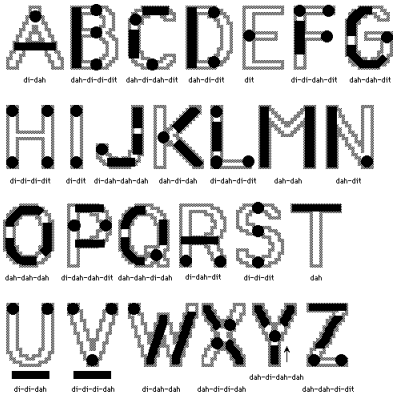 A B C D E F G
di-dah dah-di-di-dit dah-di-dah-dit dah-di-dit dit di-di-dah-dit dah-dah-dit
H I J K L M N
di-di-di-dit di-dit di-dah-dah-dah dah-di-dah di-dah-di-dit dah-dah dah-dit
O P Q R S T
dah-dah-dah di-dah-dah-dit dah-dah-di-dah di-dah-dit di-di-dit dah
U V W X Y Z
di-di-dah di-di-di-dah di-dah-dah dah-di-di-dah dah-di-dah-dah dah-dah-di-dit